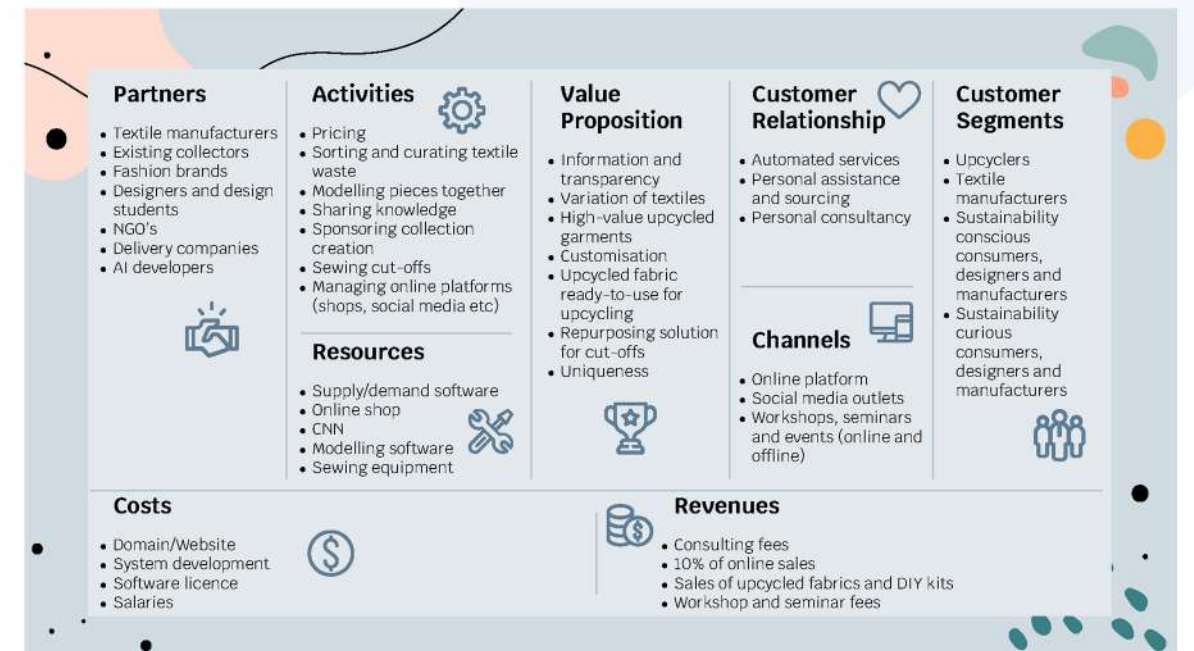 Partners
• Textile manufacturers
• Existing collectors
• Fashion brands
• Designers and design
students
• NGO's
• Delivery companies
• AI developers
Activities
• Pricing
• Sorting and curating textile
waste
• Modelling pieces together
• Sharing knowledge
• Sponsoring collection
creation
• Sewing cut-offs
• Managing online platforms
(shops, social media etc)
Resources
• Supply/demand software
• Online shop
• CNN
• Modelling software
• Sewing equipment
Value
Proposition
• Information and
transparency
• Variation of textiles
• High-value upcycled
garments
• Customisation
• Upcycled fabric
ready-to-use for
upcycling
• Repurposing solution
for cut-offs
• Uniqueness
Customer
Relationship
• Automated services
• Personal assistance
and sourcing
• Personal consultancy
Channels
• Online platform
• Social media outlets
• Workshops, seminars
and events (online and
offline)
Customer
Segments
• Upcyclers
• Textile
manufacturers
• Sustainability
conscious
consumers,
designers and
manufacturers
• Sustainability
curious
consumers,
designers and
manufacturers
Costs
• Domain/Website
• System development
• Software licence
• Salaries
Revenues
• Consulting fees
• 10% of online sales
• Sales of upcycled fabrics and DIY kits
• Workshop and seminar fees